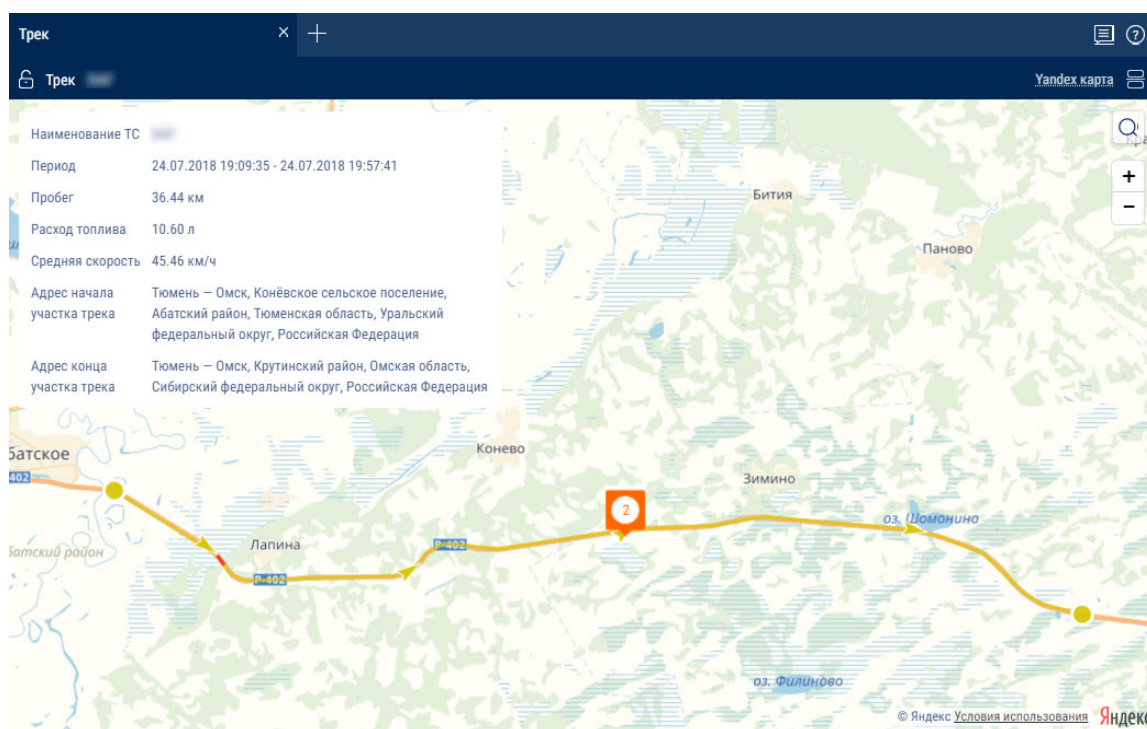 Трек
Трек
Yandex карта
Наименование ТС
Период 24.07.2018 19:09:35 - 24.07.2018 19:57:41
Пробег 36.44 км
Расход топлива 10.60 л
Средняя скорость 45.46 км/ч
Адрес начала Тюмень — Омск, Конёвское сельское поселение,
участка трека Абатский район, Тюменская область, Уральский
федеральный округ, Российская Федерация
Адрес конца Тюмень — Омск, Крутинский район, Омская область,
участка трека Сибирский федеральный округ, Российская Федерация
+
−
Бития
Паново
Конево
батское
402
Зимино
2
оз. Шомонино
Лапина
Р-402
батский район
Р-402
оз. Филиново
© Яндекс Условия использования Яндекс